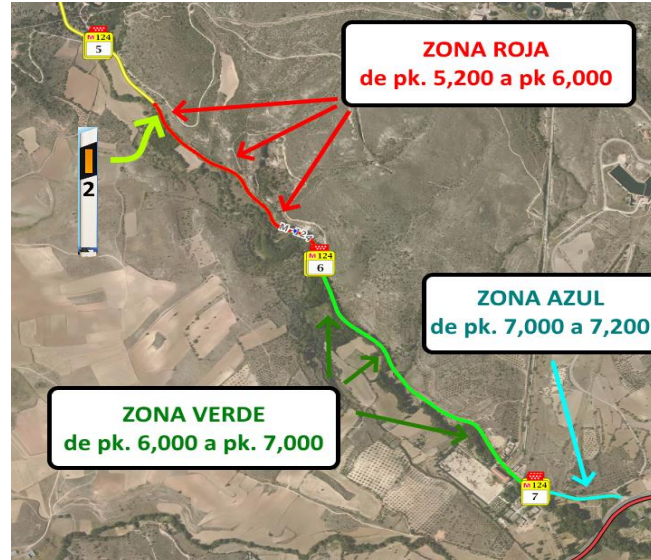 M 124
5
ZONA ROJA
de pk. 5,200 a pk 6,000
2
M-124
M 124
6
ZONA AZUL
de pk. 7,000 a 7,200
ZONA VERDE
de pk. 6,000 a pk. 7,000
M 124
7